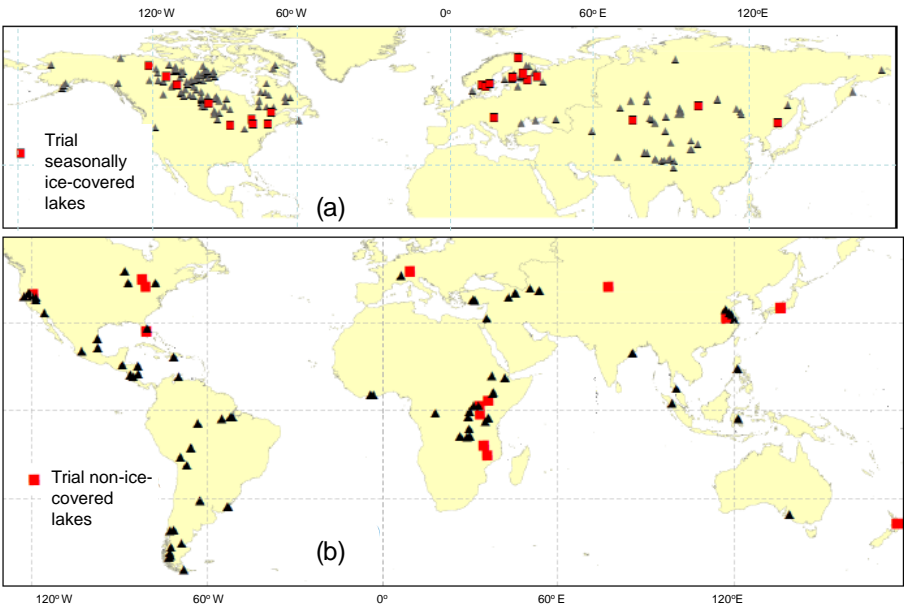 120° W 60° W 0° 60° E 120°E
Trial
seasonally
ice-covered
lakes
(a)
Trial non-ice-
covered
lakes
(b)
120° W 60° W 0° 60° E 120°E